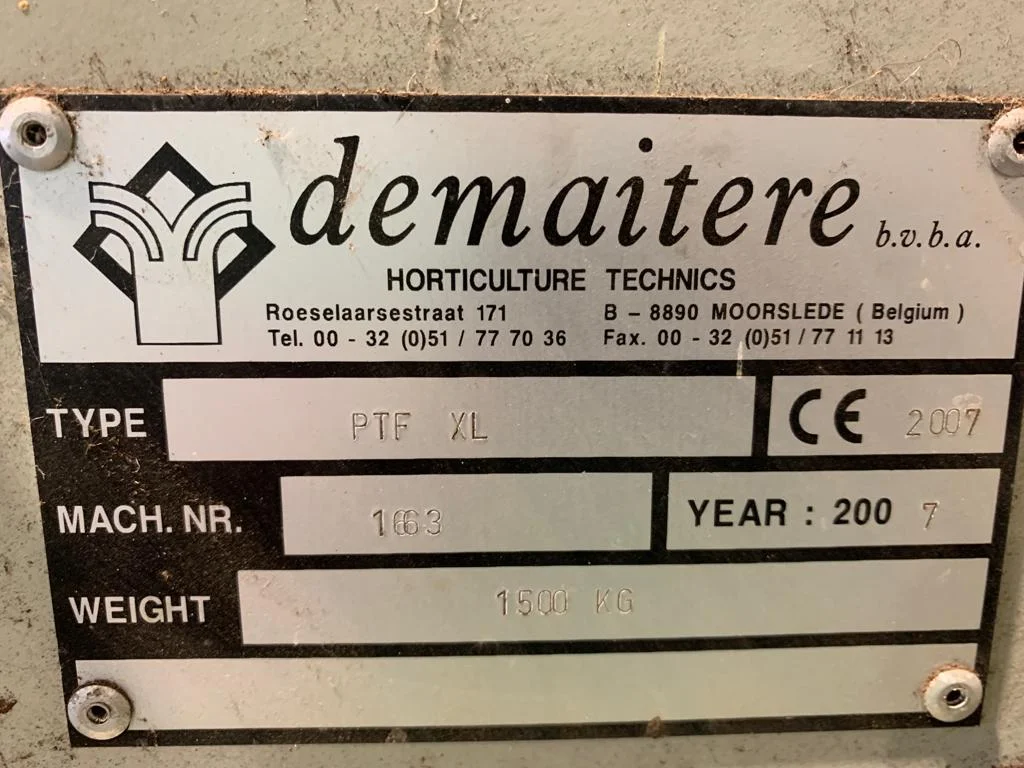 demaitere b.v.b.a.
HORTICULTURE TECHNICS
Roeselaarsestraat 171 B - 8890 MOORSLEDE ( Belgium )
Tel. 00 - 32 (0)51 / 77 70 36 Fax. 00 - 32 (0)51 / 77 11 13
TYPE PTF XL CE 2007
MACH. NR. 1663 YEAR : 200 7
WEIGHT 1500 KG